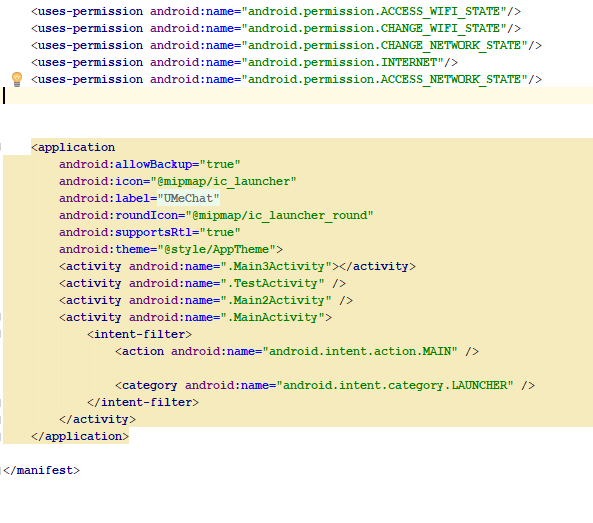 <uses-permission android:name="android.permission.ACCESS_WIFI_STATE"/>
<uses-permission android:name="android.permission.CHANGE_WIFI_STATE"/>
<uses-permission android:name="android.permission.CHANGE_NETWORK_STATE"/>
<uses-permission android:name="android.permission.INTERNET"/>
<uses-permission android:name="android.permission.ACCESS_NETWORK_STATE"/>
<application
android:allowBackup="true"
android:icon="@mipmap/ic_launcher"
android:label="UMeChat"
android:roundIcon="@mipmap/ic_launcher_round"
android:supportsRtl="true"
android:theme="@style/AppTheme">
<activity android:name=".Main3Activity"></activity>
<activity android:name=".TestActivity" />
<activity android:name=".Main2Activity" />
<activity android:name=".MainActivity">
<intent-filter>
<action android:name="android.intent.action.MAIN" />
<category android:name="android.intent.category.LAUNCHER" />
</intent-filter>
</activity>
</application>
</manifest>